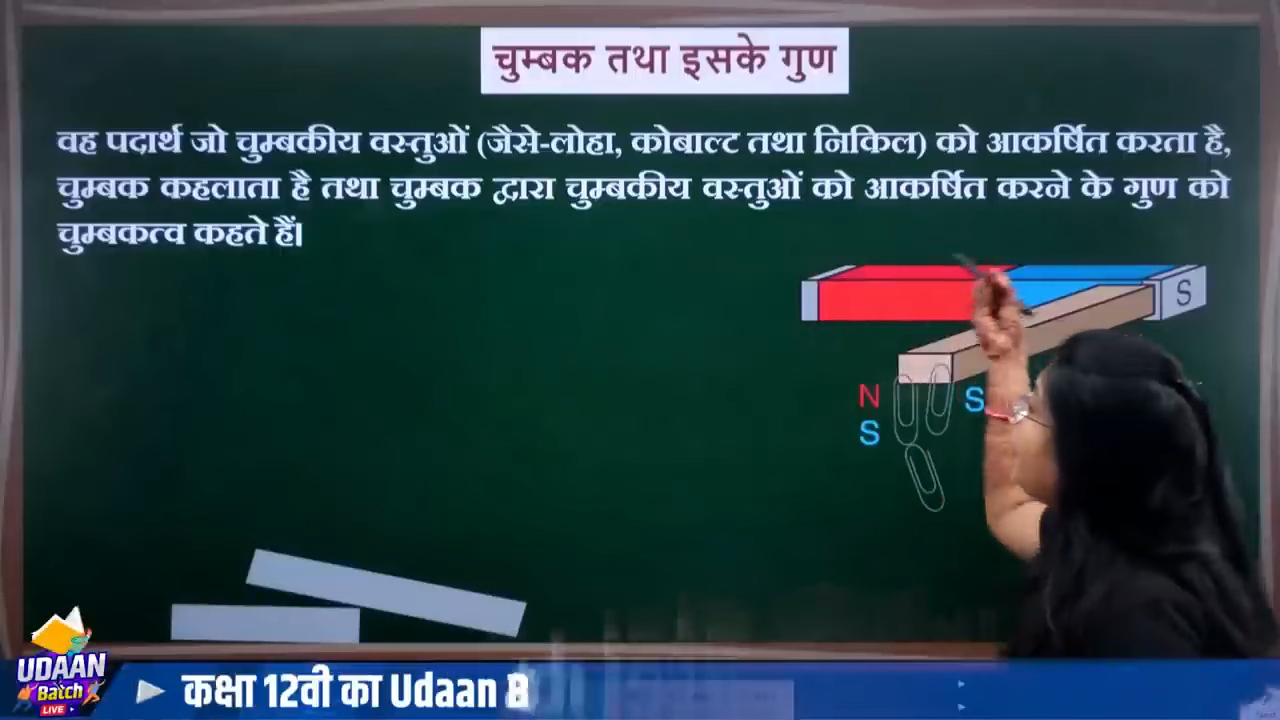 चुम्बक तथा इसके गुण
वह पदार्थ जो चुम्बकीय वस्तुओं (जैसे-लोहा, कोबाल्ट तथा निकिल) को आकर्षित करता है,
चुम्बक कहलाता है तथा चुम्बक द्वारा चुम्बकीय वस्तुओं को आकर्षित करने के गुण को
चुम्बकत्व कहते हैं।
S
N S
S
UDAAN
Batch
LIVE
कक्षा 12वी का Udaan B